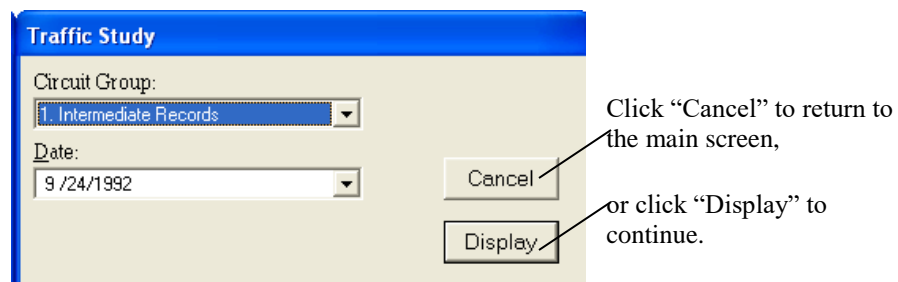 Traffic Study
Circuit Group:
1. Intermediate Records
Date:
9 /24/1992
Cancel
Display
Click “Cancel” to return to
the main screen,
or click “Display” to
continue.